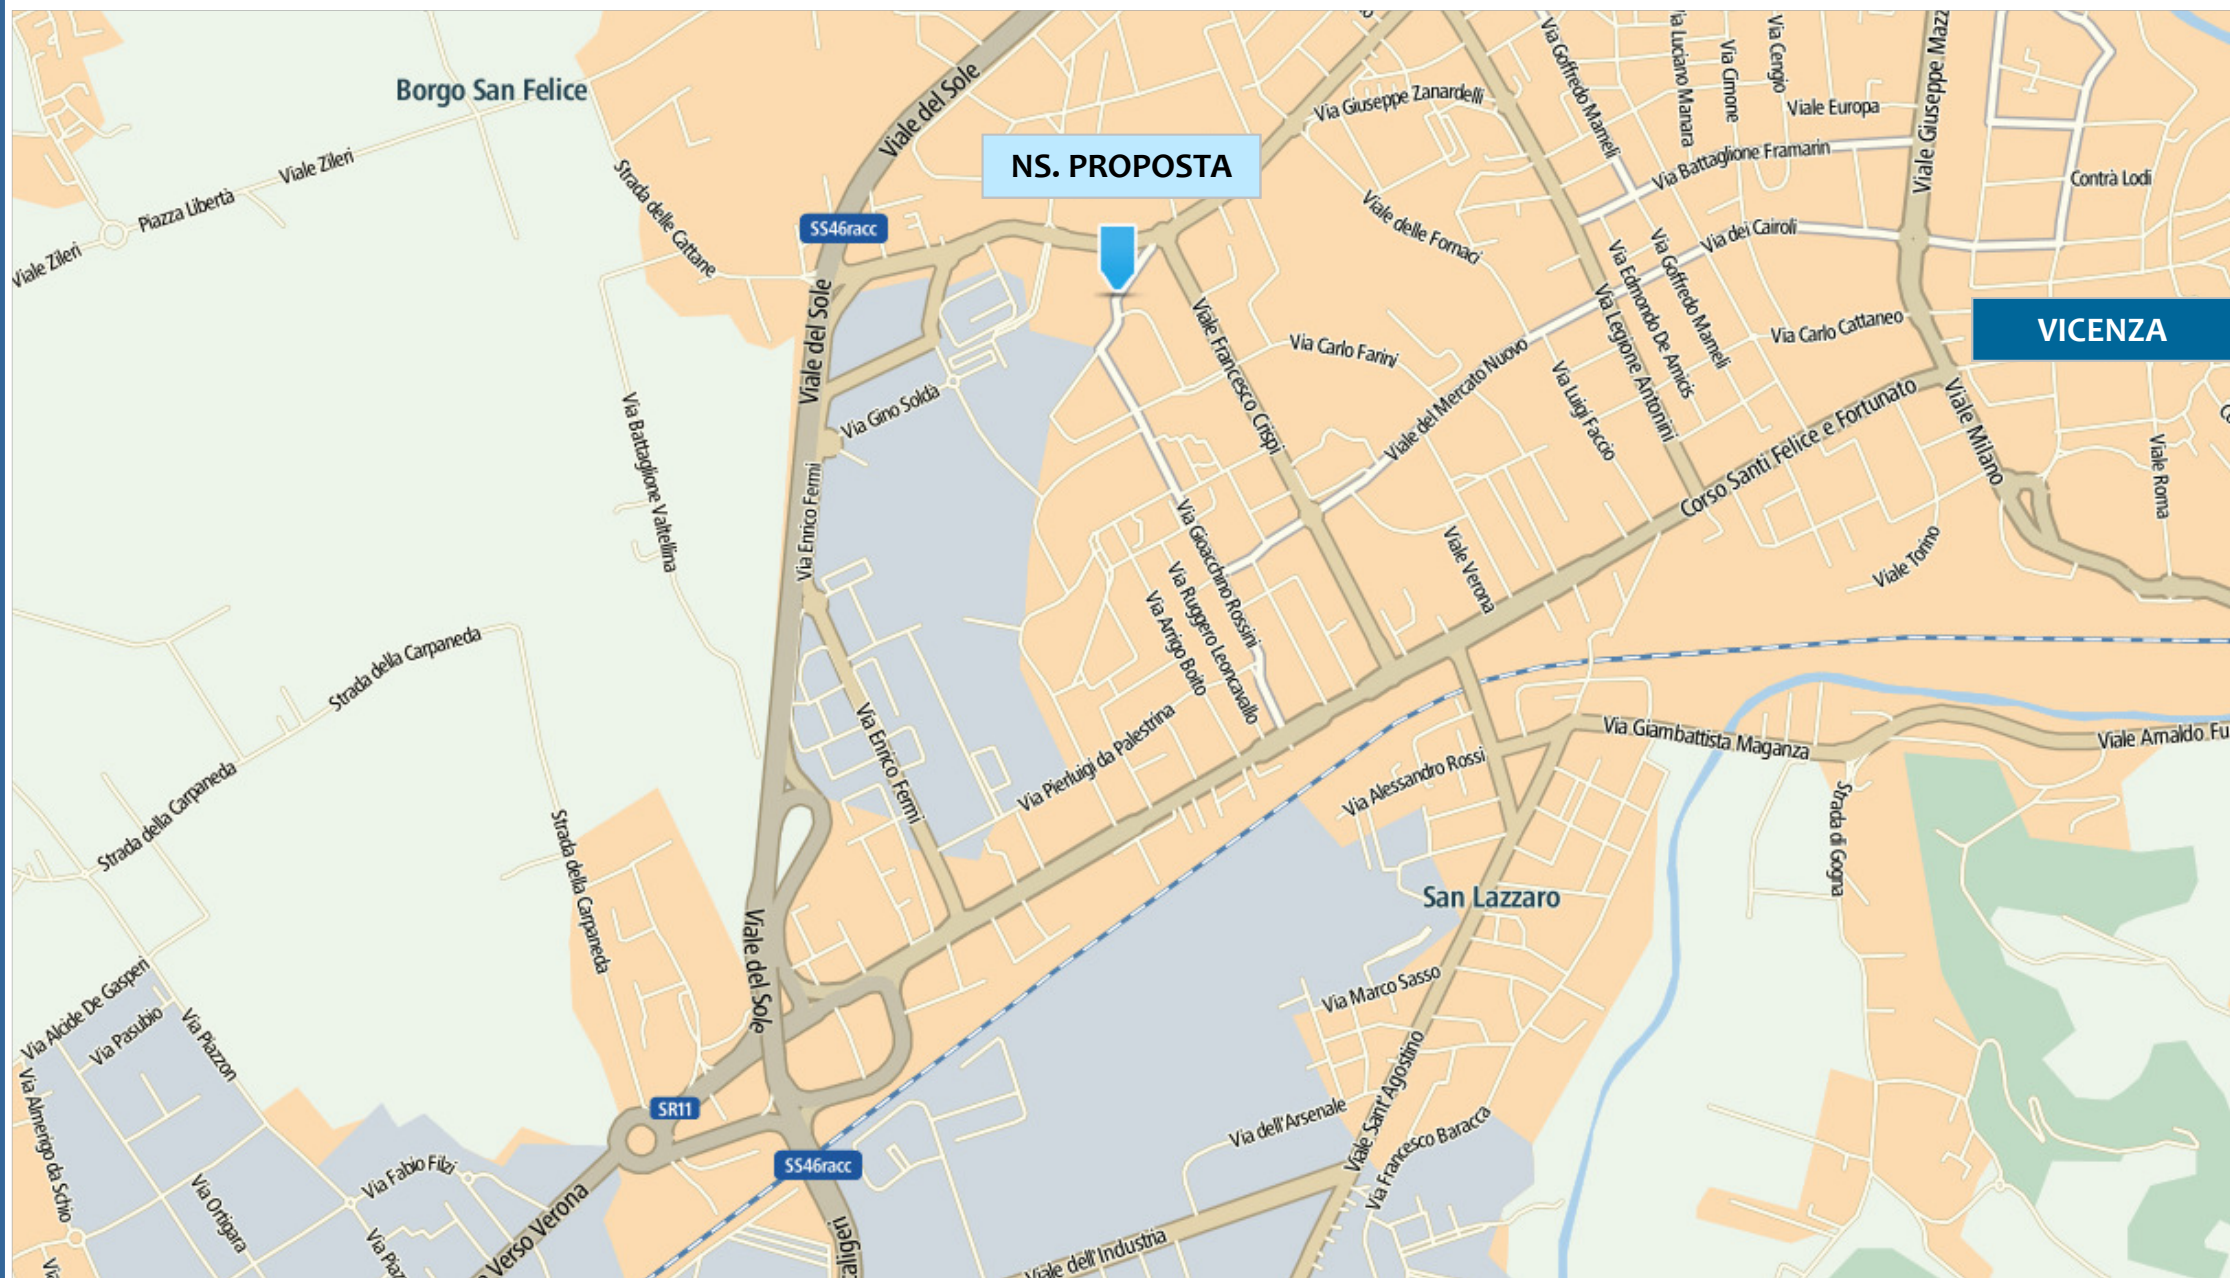 Borgo San Felice
Viale del Sole
NS. PROPOSTA
Via Giuseppe Zanardelli
Via Goffredo Mameli
Via Luciano Manara
Via Cimone
Via Cengio
Viale Europa
Viale Giuseppe Mazz
Via Battaglione Framarin
Contrà Lodi
Viale Zileri
Piazza Libertà
Viale Zileri
Strada delle Cattane
SS46racc
Viale delle Fornaci
Via dei Cairoli
Via Goffredo Mameli
Via Edmondo De Amicis
Via Legione Antonini
Via Carlo Cattaneo
VICENZA
Viale del Sole
Viale Francesco Crispi
Via Carlo Farini
Viale del Mercato Nuovo
Via Luigi Faccio
Corso Santi Felice e Fortunato
Viale Milano
Viale Roma
Via Gino Soldà
Via Battaglione Valtellina
Via Enrico Fermi
Via Gioacchino Rossini
Via Ruggero Leoncavallo
Via Arrigo Boito
Viale Verona
Viale Torino
Strada della Carpaneda
Via Enrico Fermi
Via Pierluigi da Palestrina
Via Alessandro Rossi
Via Giambattista Maganza
Viale Arnaldo Fu
Strada di Gogna
Strada della Carpaneda
Strada della Carpaneda
San Lazzaro
Viale del Sole
Via Marco Sasso
Via Alcide De Gasperi
Via Pasubio
Via Piazzon
Via Almerigo da Schio
SR11
SS46racc
Via dell'Arsenale
Viale Sant'Agostino
Via Francesco Baracca
Via Fabio Filzi
Via Ortigara
Via Piaz
Verso Verona
Viale dell'Industria